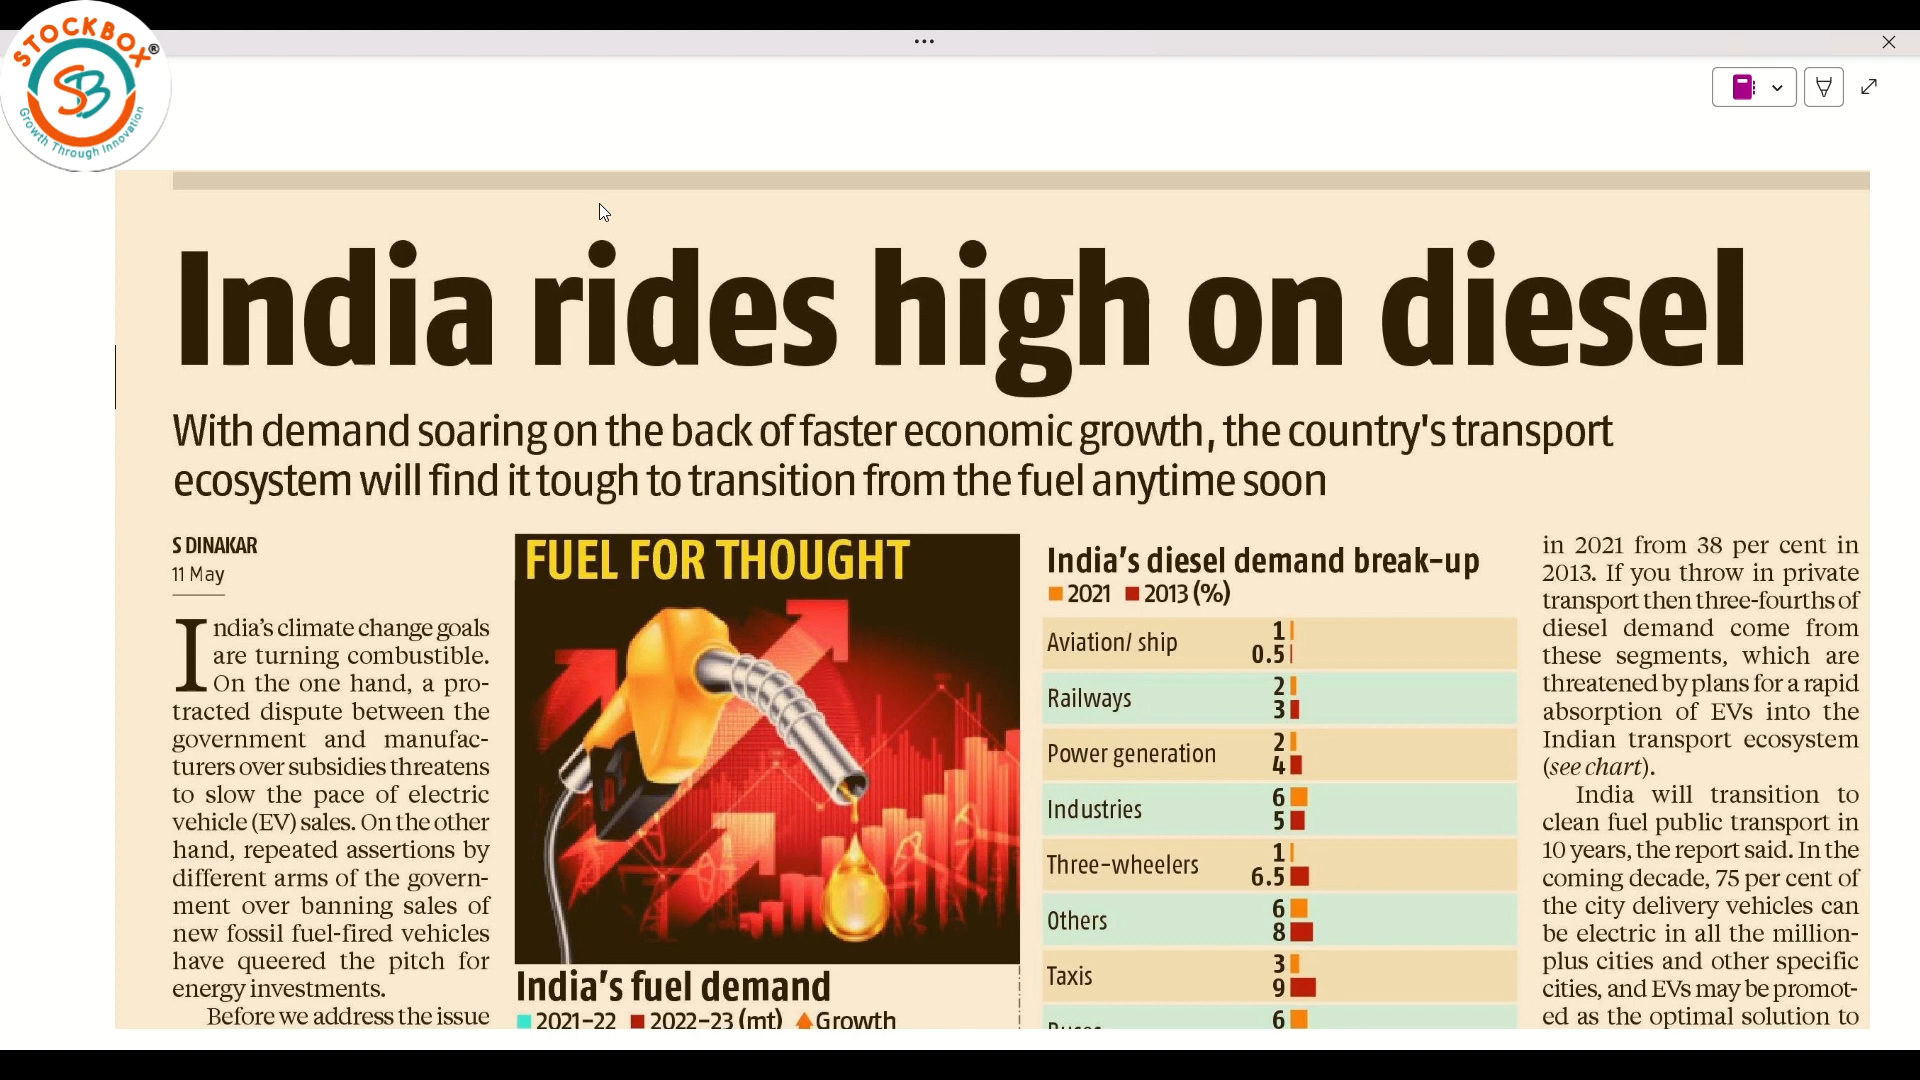 STOCKBOX®
SB
Growth Through Innovation
India rides high on diesel
With demand soaring on the back of faster economic growth, the country's transport
ecosystem will find it tough to transition from the fuel anytime soon
S DINAKAR
11 May
India's climate change goals
are turning combustible.
On the one hand, a pro-
tracted dispute between the
government and manufac-
turers over subsidies threatens
to slow the pace of electric
vehicle (EV) sales. On the other
hand, repeated assertions by
different arms of the govern-
ment over banning sales of
new fossil fuel-fired vehicles
have queered the pitch for
energy investments.
Before we address the issue
FUEL FOR THOUGHT
India's fuel demand
2021-22 2022-23 (mt) Growth
India's diesel demand break-up
2021 2013 (%)
Aviation/ ship 1
0.5
Railways 2
3
Power generation 2
4
Industries 6
5
Three-wheelers 1
6.5
Others 6
8
Taxis 3
9
6
in 2021 from 38 per cent in
2013. If you throw in private
transport then three-fourths of
diesel demand come from
these segments, which are
threatened by plans for a rapid
absorption of EVs into the
Indian transport ecosystem
(see chart).
India will transition to
clean fuel public transport in
10 years, the report said. In the
coming decade, 75 per cent of
the city delivery vehicles can
be electric in all the million-
plus cities and other specific
cities, and EVs may be promot-
ed as the optimal solution to